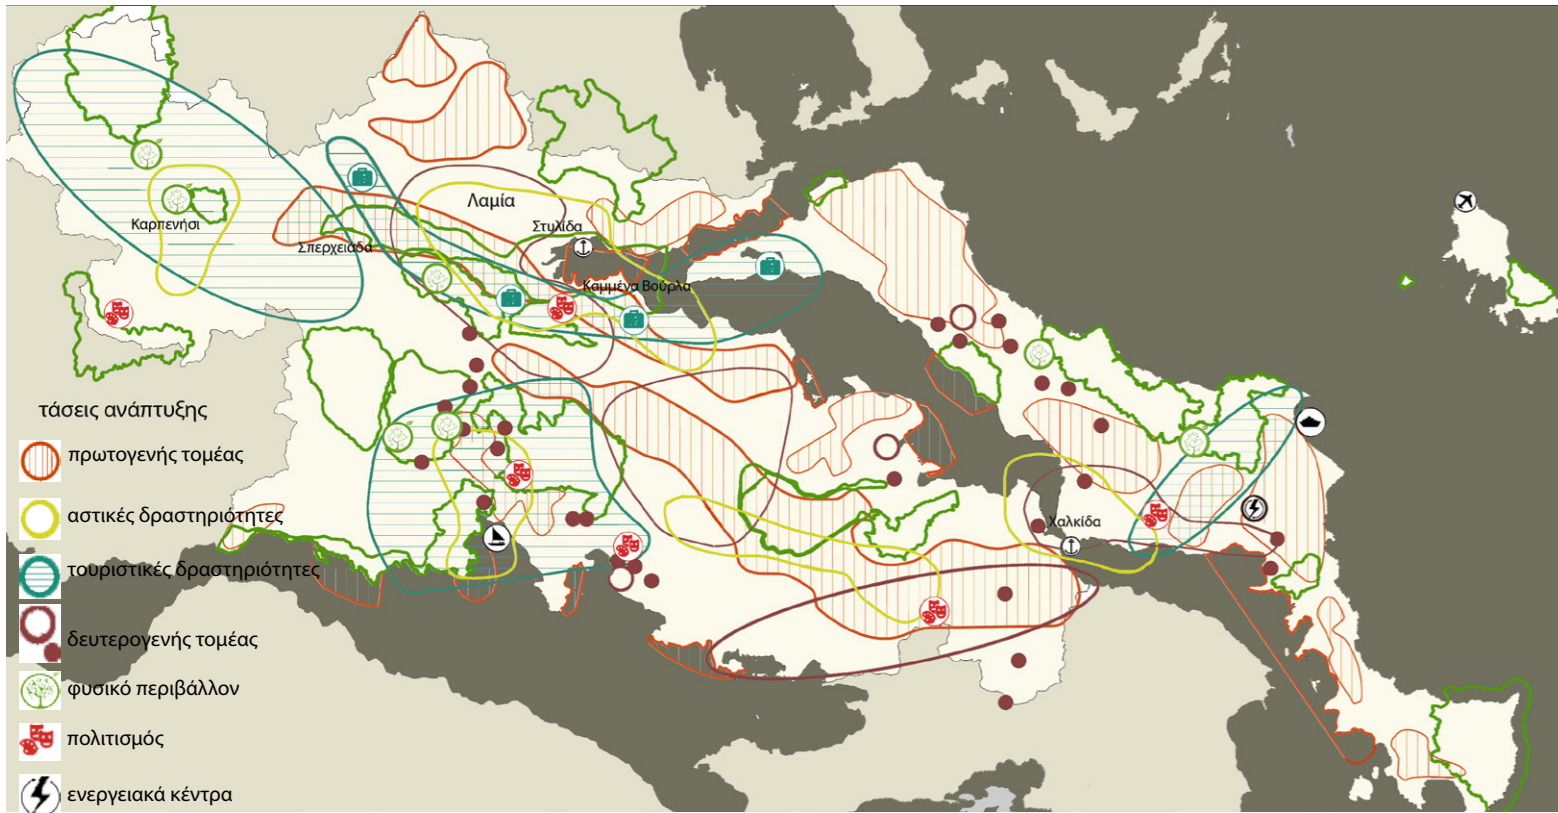 Λαμία
Στυλίδα
Καρπενήσι
Σπερχειάδα
Καμμένα Βούρλα
Χαλκίδα
τάσεις ανάπτυξης
πρωτογενής τομέας
αστικές δραστηριότητες
τουριστικές δραστηριότητες
δευτερογενής τομέας
φυσικό περιβάλλον
πολιτισμός
ενεργειακά κέντρα